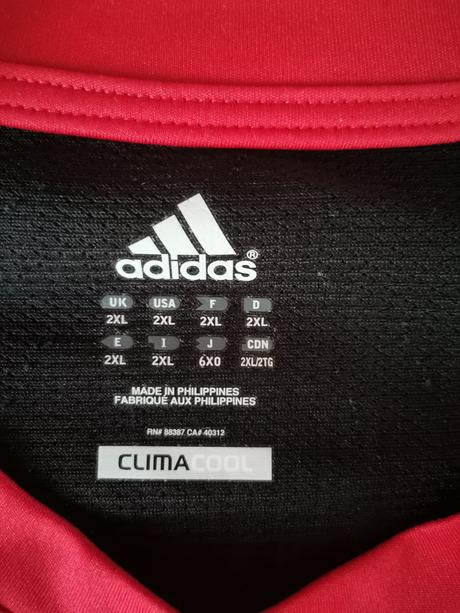 adidas®
UK USA F D
2XL 2XL 2XL 2XL
E I J CDN
2XL 2XL 6XO 2XL/2TG
MADE IN PHILIPPINES
FABRIQUÉ AUX PHILIPPINES
RN# 88387 CA# 40312
CLIMACOOL